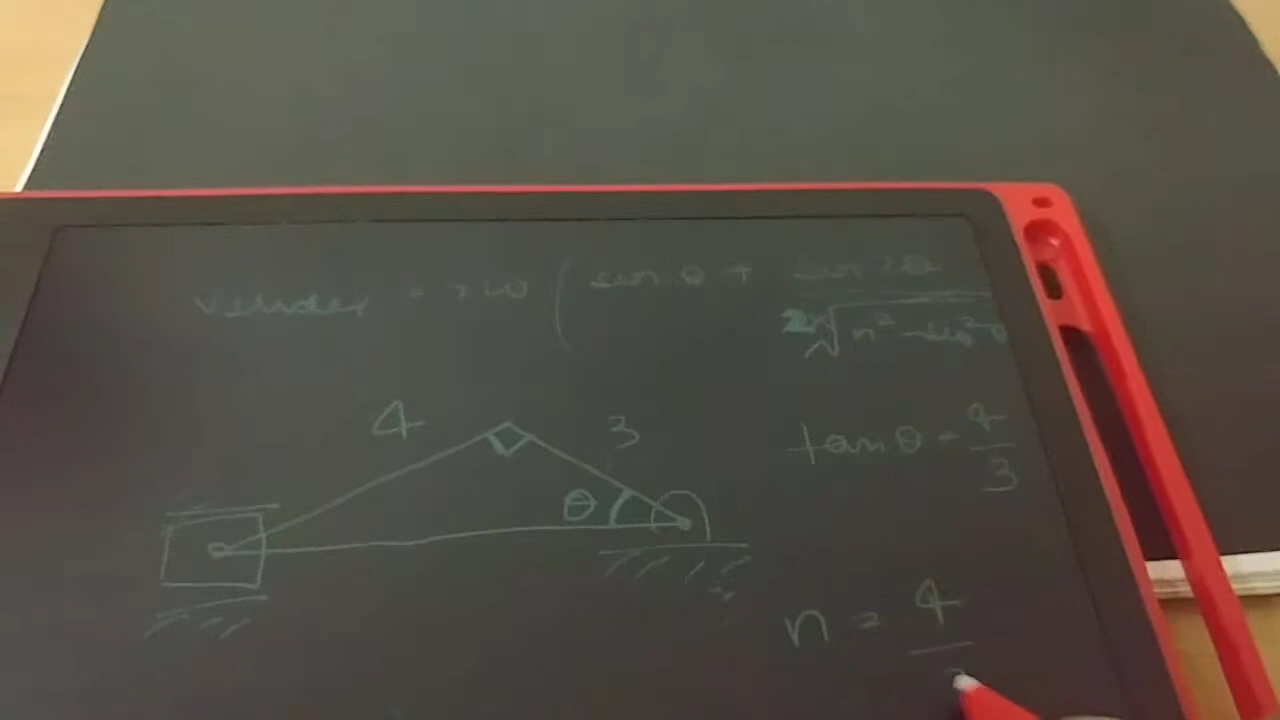 Vslider = rω ( sin θ + sin 2θ
2√n² - sin²θ
4
3
tan θ = 4
3
θ
n = 4